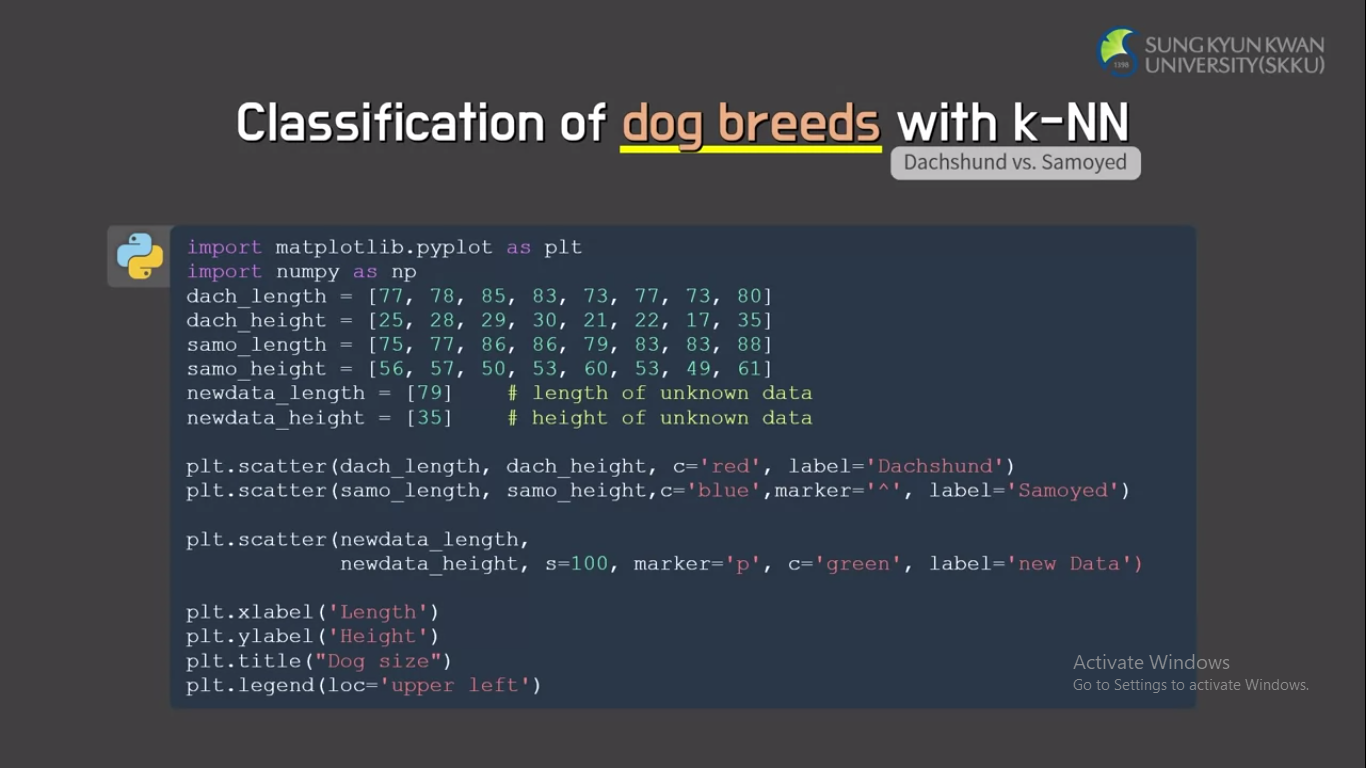 SUNG KYUN KWAN
UNIVERSITY(SKKU)
1398
Classification of dog breeds with k-NN
Dachshund vs. Samoyed
import matplotlib.pyplot as plt
import numpy as np
dach_length = [77, 78, 85, 83, 73, 77, 73, 80]
dach_height = [25, 28, 29, 30, 21, 22, 17, 35]
samo_length = [75, 77, 86, 86, 79, 83, 83, 88]
samo_height = [56, 57, 50, 53, 60, 53, 49, 61]
newdata_length = [79]    # length of unknown data
newdata_height = [35]    # height of unknown data
plt.scatter(dach_length, dach_height, c='red', label='Dachshund')
plt.scatter(samo_length, samo_height,c='blue',marker='^', label='Samoyed')
plt.scatter(newdata_length,
            newdata_height, s=100, marker='p', c='green', label='new Data')
plt.xlabel('Length')
plt.ylabel('Height')
plt.title("Dog size")
plt.legend(loc='upper left')
Activate Windows
Go to Settings to activate Windows.